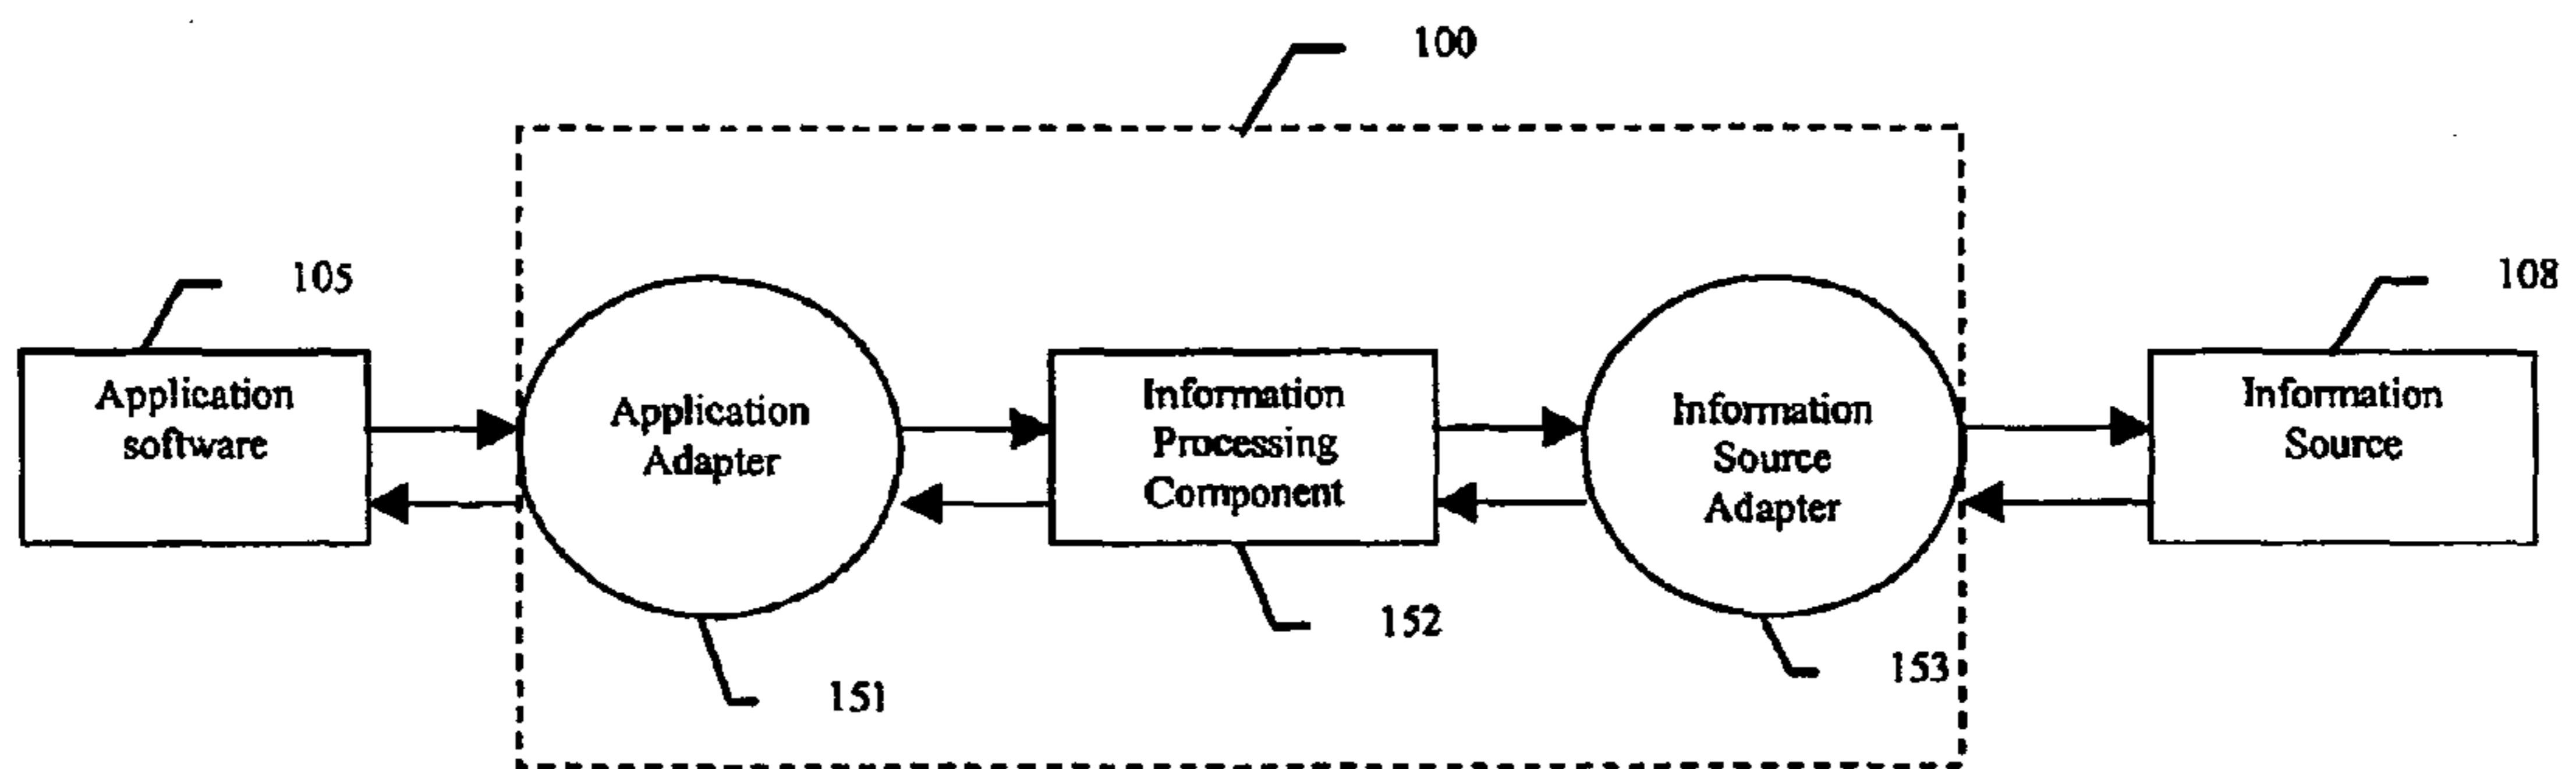 100
105
108
Application
software
Application
Adapter
Information
Processing
Component
Information
Source
Adapter
Information
Source
152
153
151